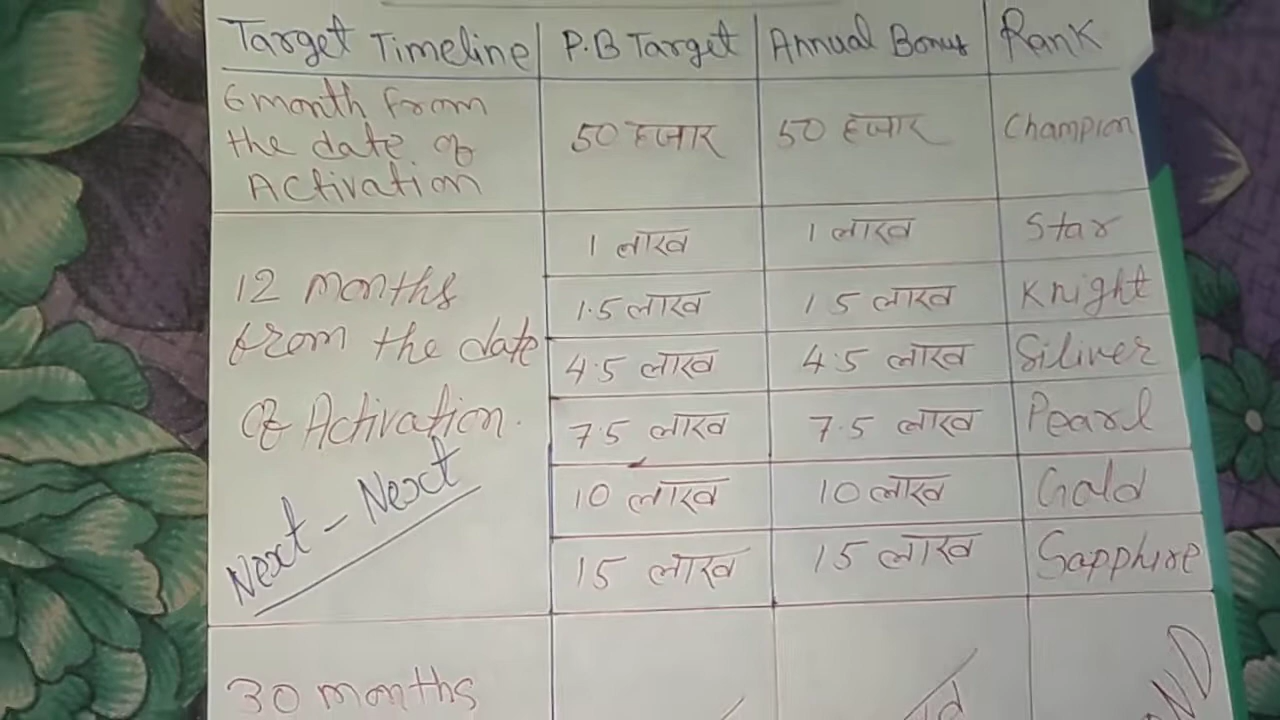 Target Timeline P.B Target Annual Bonus Rank
6 month from
the date of
Activation
50 हजार 50 हजार Champion
1 लाख 1 लाख Star
12 months
from the date
of Activation.
Next - Next
1.5 लाख 1 5 लाख Knight
4.5 लाख 4.5 लाख Siliver
7.5 लाख 7.5 लाख Pearl
10 लाख 10 लाख Gold
15 लाख 15 लाख Sapphire
30 months